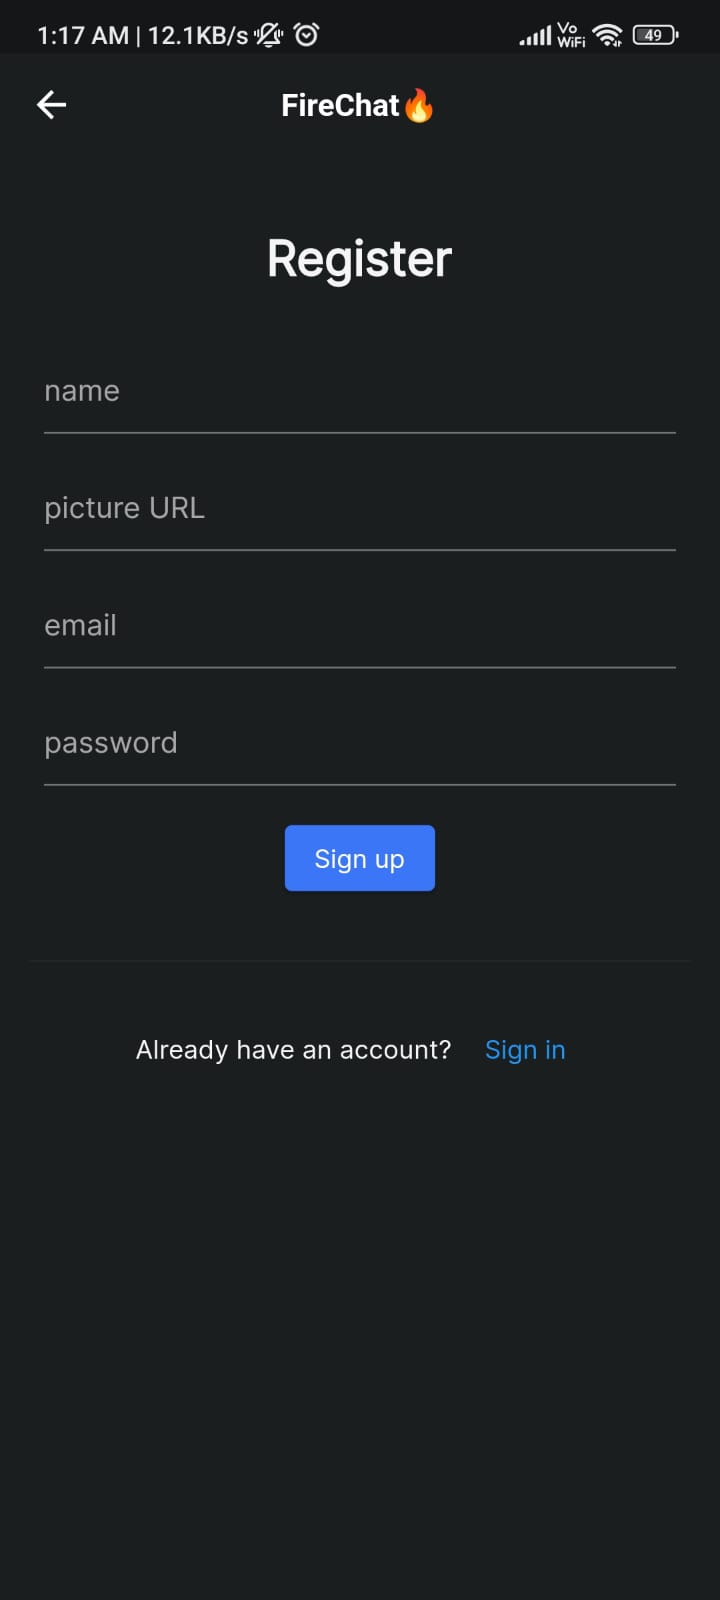 1:17 AM | 12.1KB/s Vo WiFi 49
FireChat🔥
Register
name
picture URL
email
password
Sign up
Already have an account? Sign in